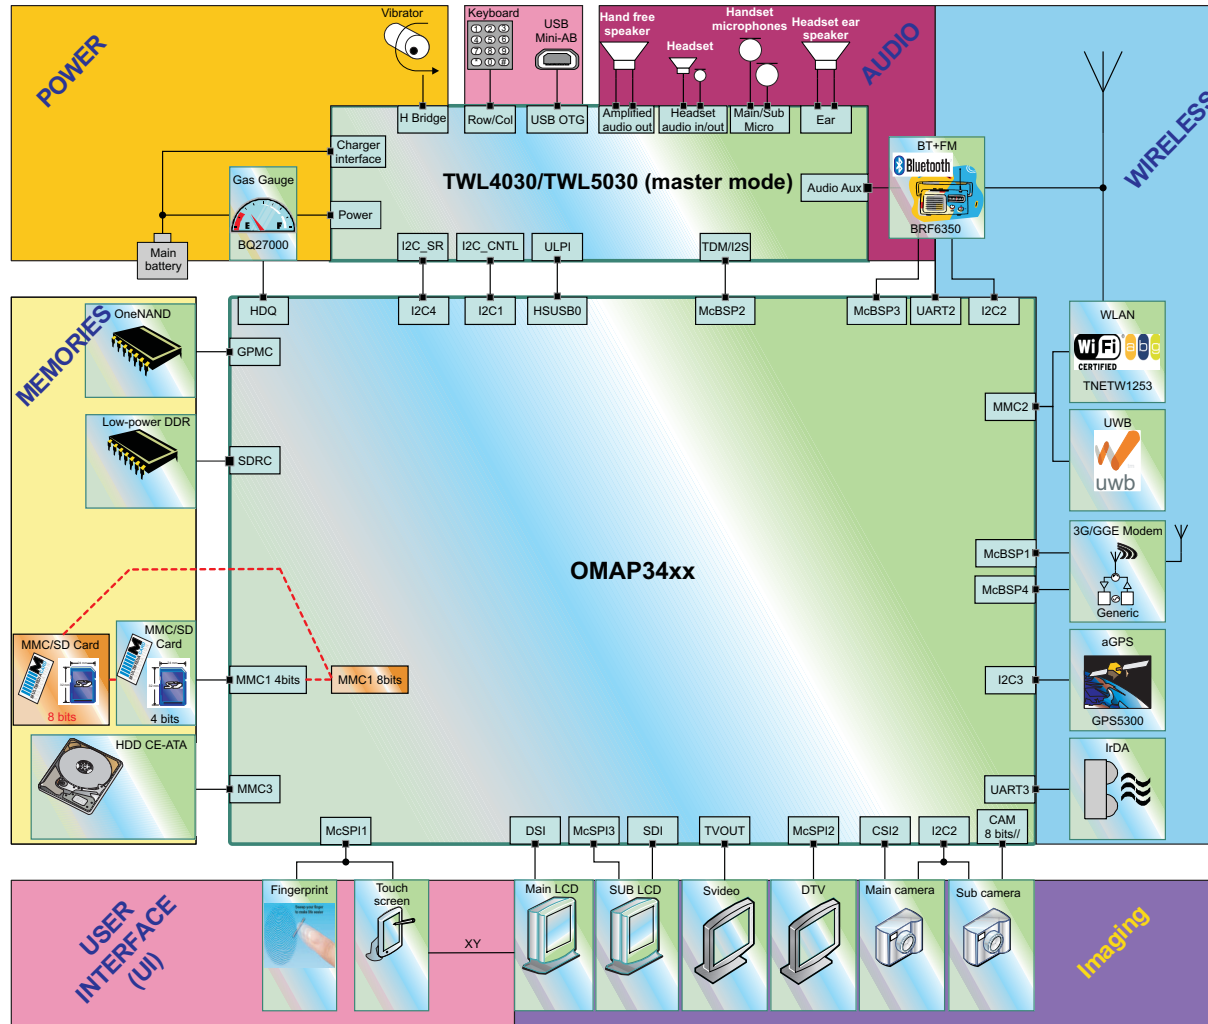 POWER
Vibrator
Keyboard
USB
Mini-AB
Hand free
speaker
Headset
Handset
microphones
Headset ear
speaker
AUDIO
WIRELESS
H Bridge
Row/Col
USB OTG
Amplified
audio out
Headset
audio in/out
Main/Sub
Micro
Ear
Charger
interface
Gas Gauge
E F
BQ27000
Power
Main
battery
TWL4030/TWL5030 (master mode)
Audio Aux
BT+FM
Bluetooth
BRF6350
I2C_SR
I2C_CNTL
ULPI
TDM/I2S
HDQ
I2C4
I2C1
HSUSB0
McBSP2
McBSP3
UART2
I2C2
MEMORIES
OneNAND
GPMC
Low-power DDR
SDRC
MMC/SD Card
8 bits
MMC/SD
Card
4 bits
MMC1 4bits
MMC1 8bits
HDD CE-ATA
MMC3
OMAP34xx
WLAN
Wi Fi
CERTIFIED
a b g
TNETW1253
MMC2
UWB
uwb
McBSP1
McBSP4
3G/GGE Modem
Generic
I2C3
aGPS
GPS5300
UART3
IrDA
McSPI1
DSI
McSPI3
SDI
TVOUT
McSPI2
CSI2
I2C2
CAM
8 bits//
USER
INTERFACE
(UI)
Fingerprint
Touch
screen
XY
Main LCD
SUB LCD
Svideo
DTV
Main camera
Sub camera
Imaging